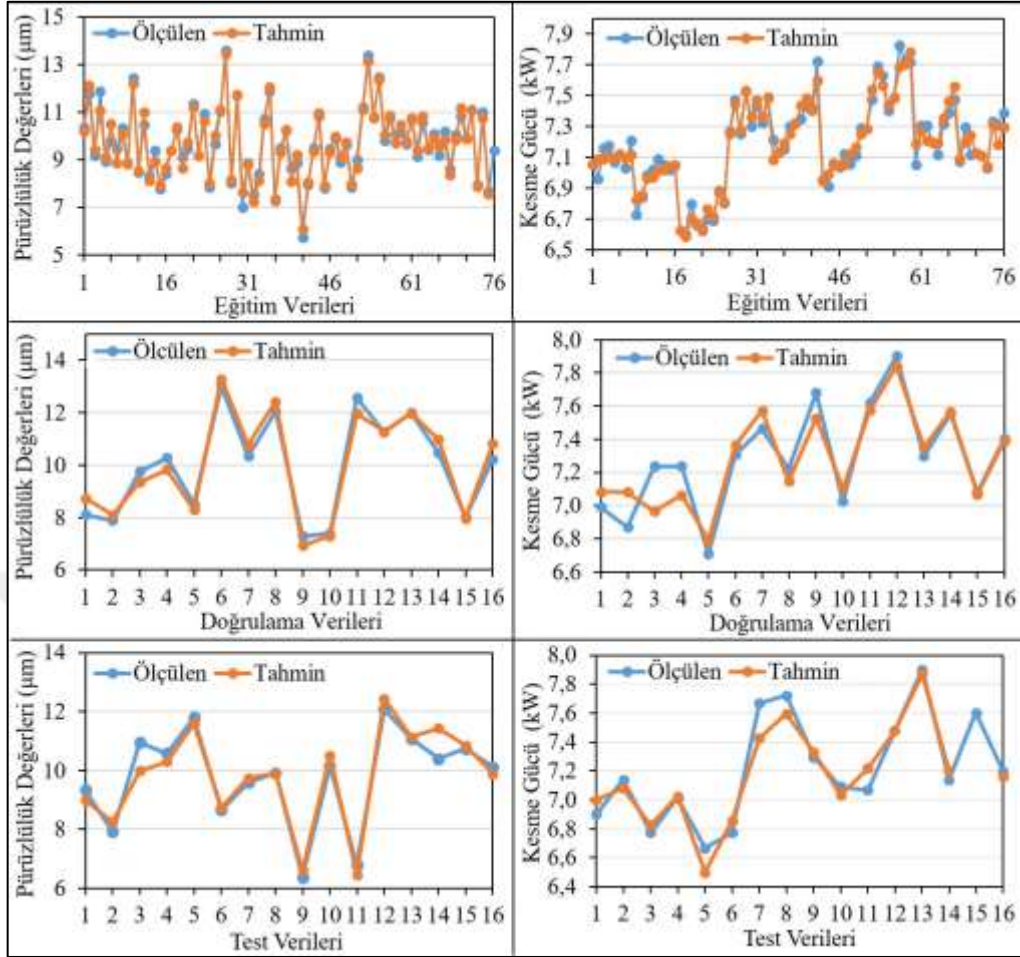 Pürüzlülük Değerleri (µm)
15
13
11
9
7
5
Ölçülen Tahmin
1 16 31 46 61 76
Eğitim Verileri
Kesme Gücü (kW)
7,9
7,7
7,5
7,3
7,1
6,9
6,7
6,5
Ölçülen Tahmin
1 16 31 46 61 76
Eğitim Verileri
Pürüzlülük Değerleri (µm)
14
12
10
8
6
Ölçülen Tahmin
1 2 3 4 5 6 7 8 9 10 11 12 13 14 15 16
Doğrulama Verileri
Kesme Gücü (kW)
8,0
7,8
7,6
7,4
7,2
7,0
6,8
6,6
Ölçülen Tahmin
1 2 3 4 5 6 7 8 9 10 11 12 13 14 15 16
Doğrulama Verileri
Pürüzlülük Değerleri (µm)
14
12
10
8
6
Ölçülen Tahmin
1 2 3 4 5 6 7 8 9 10 11 12 13 14 15 16
Test Verileri
Kesme Gücü (kW)
8,0
7,8
7,6
7,4
7,2
7,0
6,8
6,6
6,4
Ölçülen Tahmin
1 2 3 4 5 6 7 8 9 10 11 12 13 14 15 16
Test Verileri